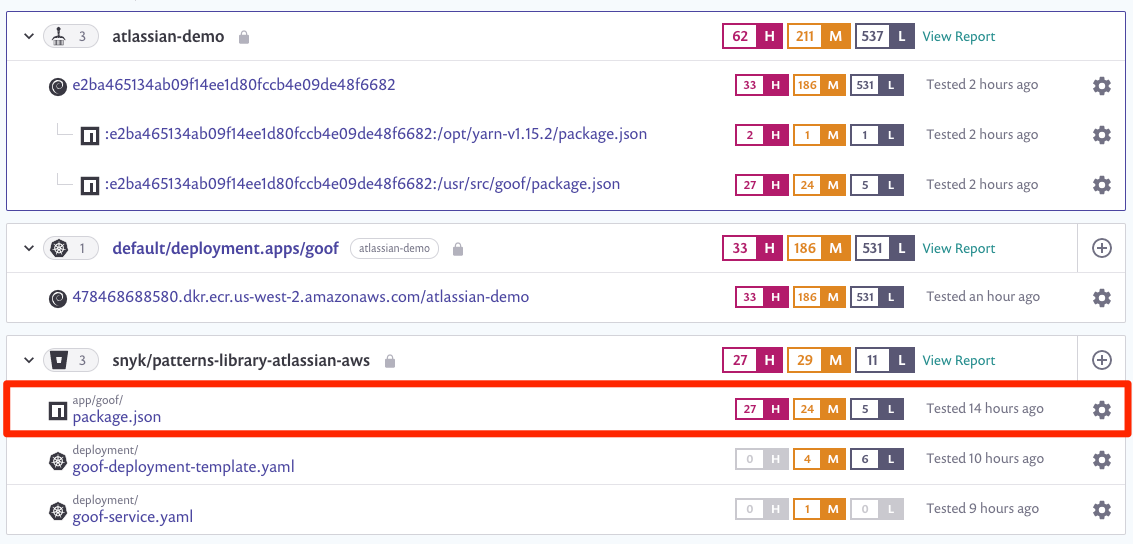 3 atlassian-demo 62 H 211 M 537 L View Report
e2ba465134ab09f14ee1d80fccb4e09de48f6682 33 H 186 M 531 L Tested 2 hours ago
:e2ba465134ab09f14ee1d80fccb4e09de48f6682:/opt/yarn-v1.15.2/package.json 2 H 1 M 1 L Tested 2 hours ago
:e2ba465134ab09f14ee1d80fccb4e09de48f6682:/usr/src/goof/package.json 27 H 24 M 5 L Tested 2 hours ago
1 default/deployment.apps/goof atlassian-demo 33 H 186 M 531 L View Report
478468688580.dkr.ecr.us-west-2.amazonaws.com/atlassian-demo 33 H 186 M 531 L Tested an hour ago
3 snyk/patterns-library-atlassian-aws 27 H 29 M 11 L View Report
app/goof/
package.json 27 H 24 M 5 L Tested 14 hours ago
deployment/
goof-deployment-template.yaml 0 H 4 M 6 L Tested 10 hours ago
deployment/
goof-service.yaml 0 H 1 M 0 L Tested 9 hours ago